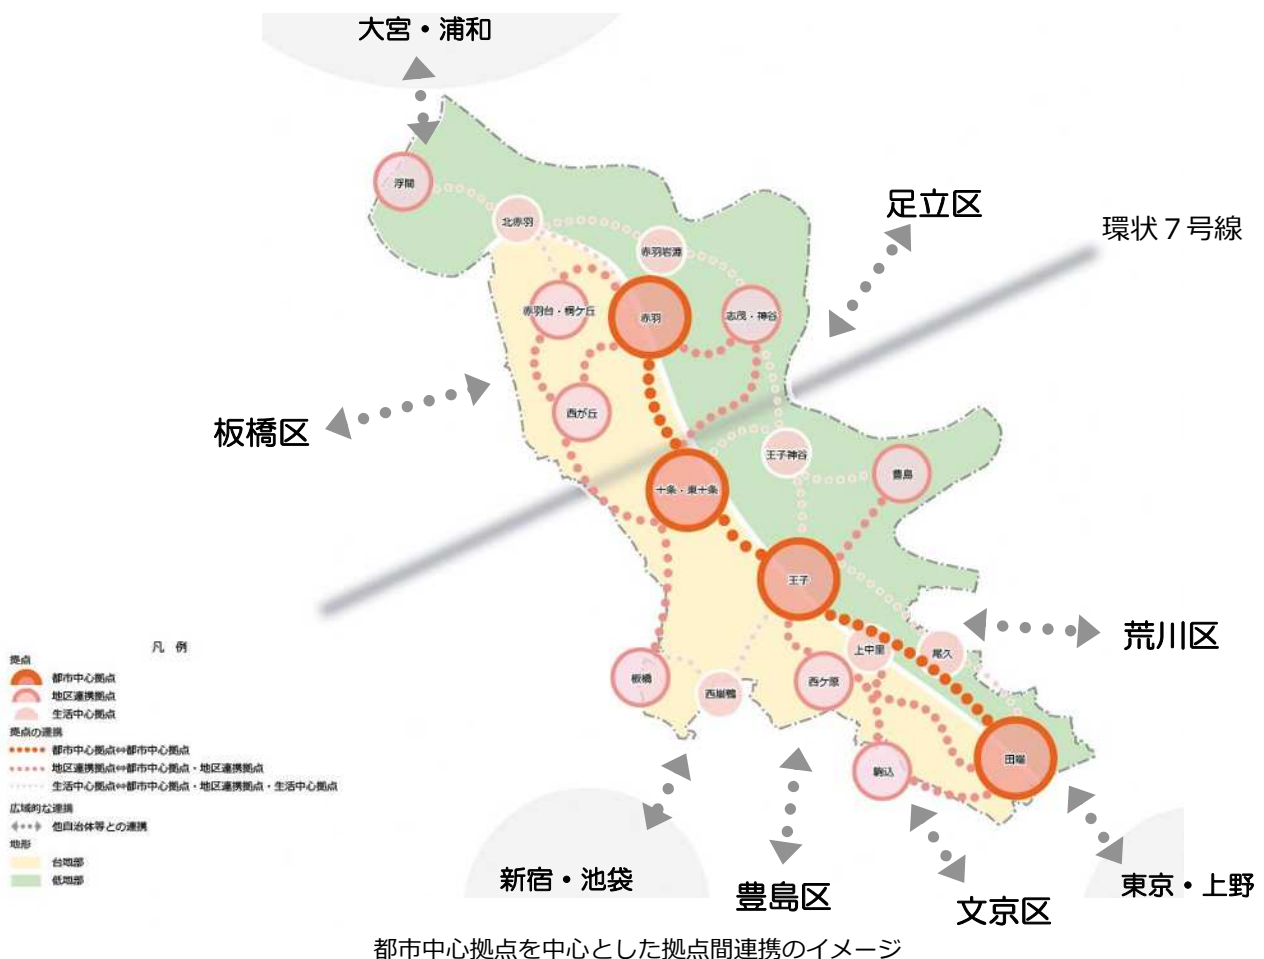 大宮・浦和
足立区
環状７号線
浮間
北赤羽
赤羽岩淵
赤羽台・桐ケ丘
赤羽
志茂・神谷
板橋区
西が丘
王子神谷
豊島
十条・東十条
王子
荒川区
上中里
尾久
板橋
西巣鴨
西ケ原
駒込
田端
凡　例
拠点
都市中心拠点
地区連携拠点
生活中心拠点
拠点の連携
都市中心拠点⇔都市中心拠点
地区連携拠点⇔都市中心拠点・地区連携拠点
生活中心拠点⇔都市中心拠点・地区連携拠点・生活中心拠点
広域的な連携
他自治体等との連携
地形
台地部
低地部
新宿・池袋
豊島区
文京区
東京・上野
都市中心拠点を中心とした拠点間連携のイメージ